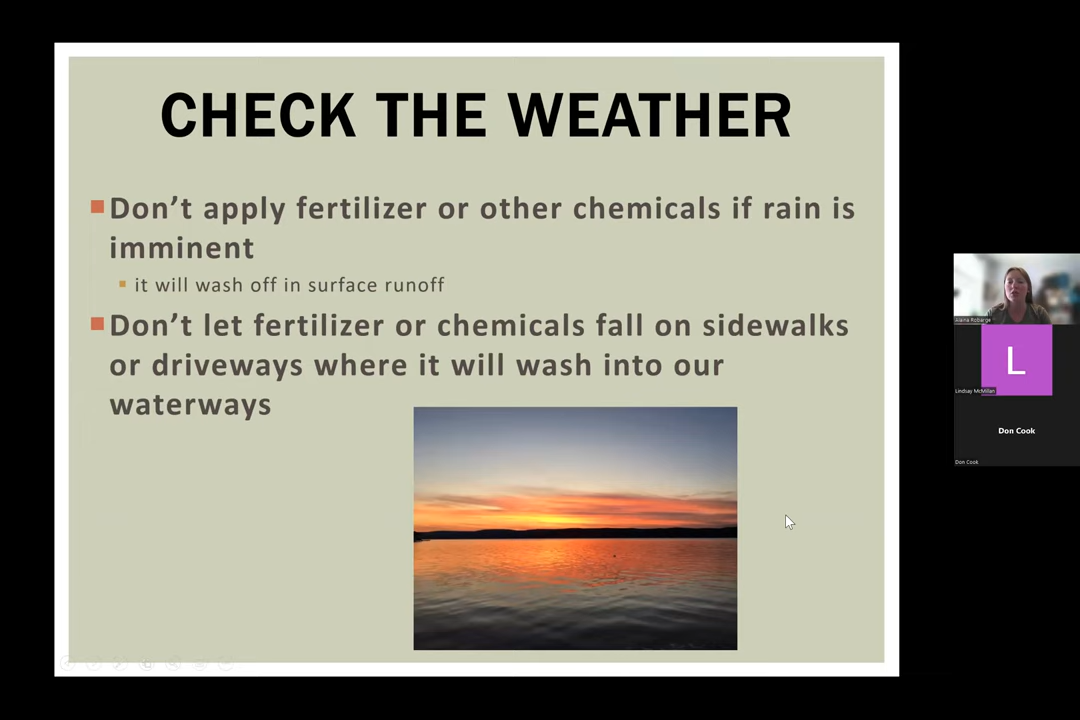 CHECK THE WEATHER
Don’t apply fertilizer or other chemicals if rain is
imminent
it will wash off in surface runoff
Don’t let fertilizer or chemicals fall on sidewalks
or driveways where it will wash into our
waterways
Alaina Robarge
L
Lindsay McMillan
Don Cook
Don Cook